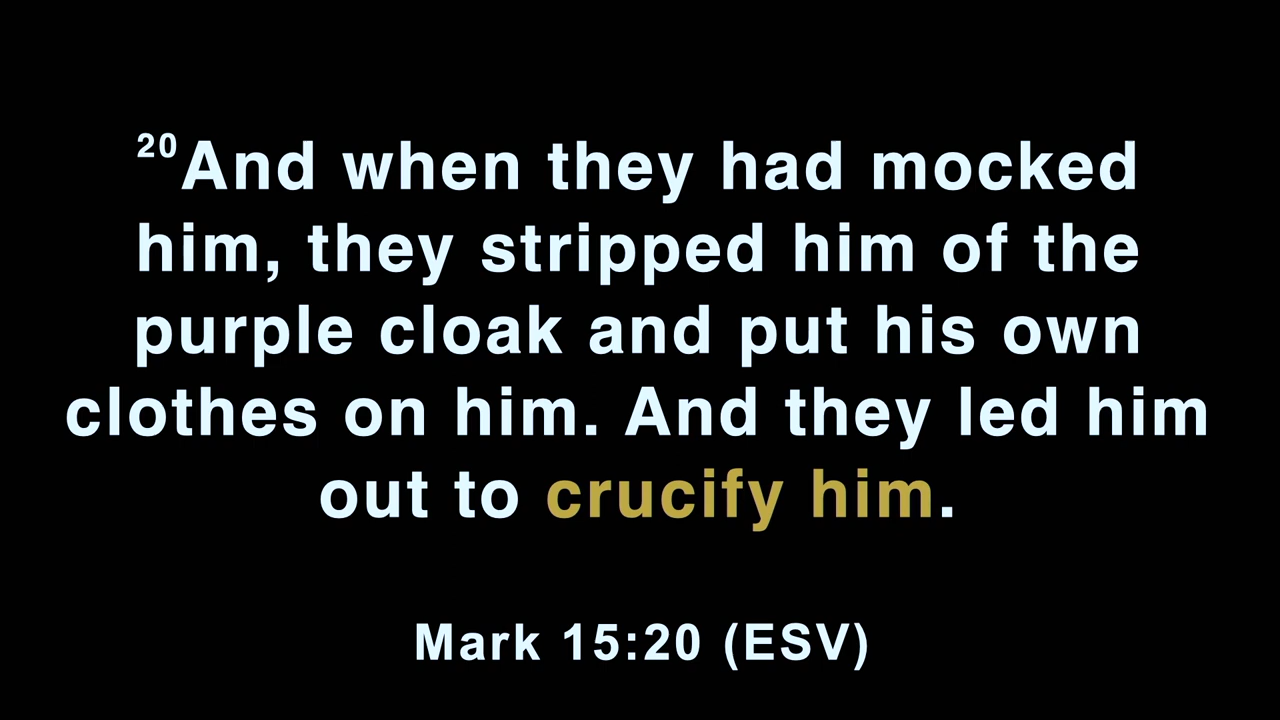 20And when they had mocked
him, they stripped him of the
purple cloak and put his own
clothes on him. And they led him
out to crucify him.
Mark 15:20 (ESV)